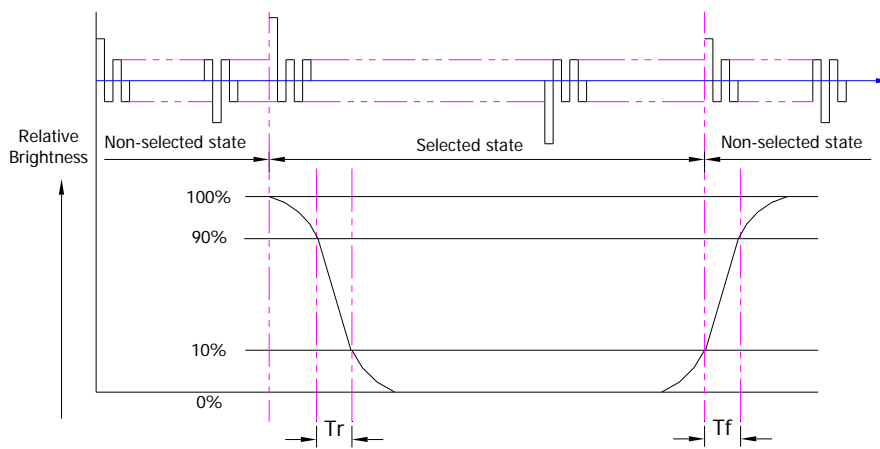 Relative
Brightness
Non-selected state
Selected state
Non-selected state
100%
90%
10%
0%
Tr
Tf